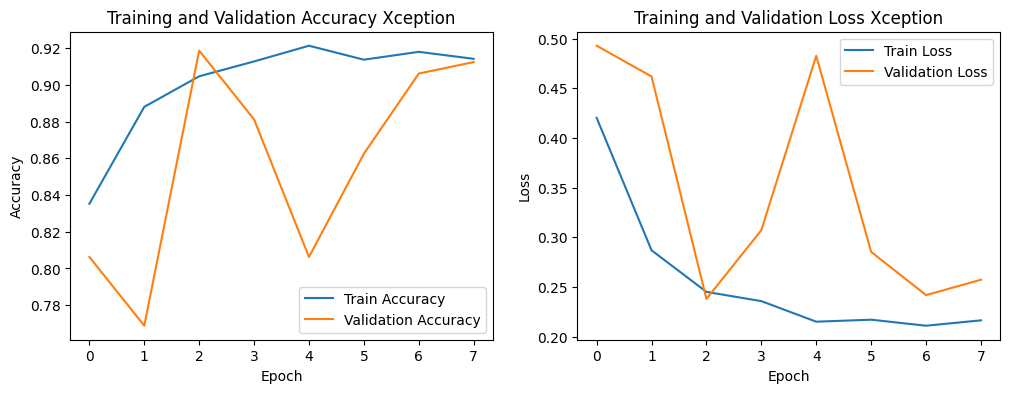 Training and Validation Accuracy Xception
0.92
0.90
0.88
0.86
0.84
0.82
0.80
0.78
Accuracy
Train Accuracy
Validation Accuracy
0 1 2 3 4 5 6 7
Epoch
Training and Validation Loss Xception
0.50
0.45
0.40
0.35
0.30
0.25
0.20
Loss
Train Loss
Validation Loss
0 1 2 3 4 5 6 7
Epoch